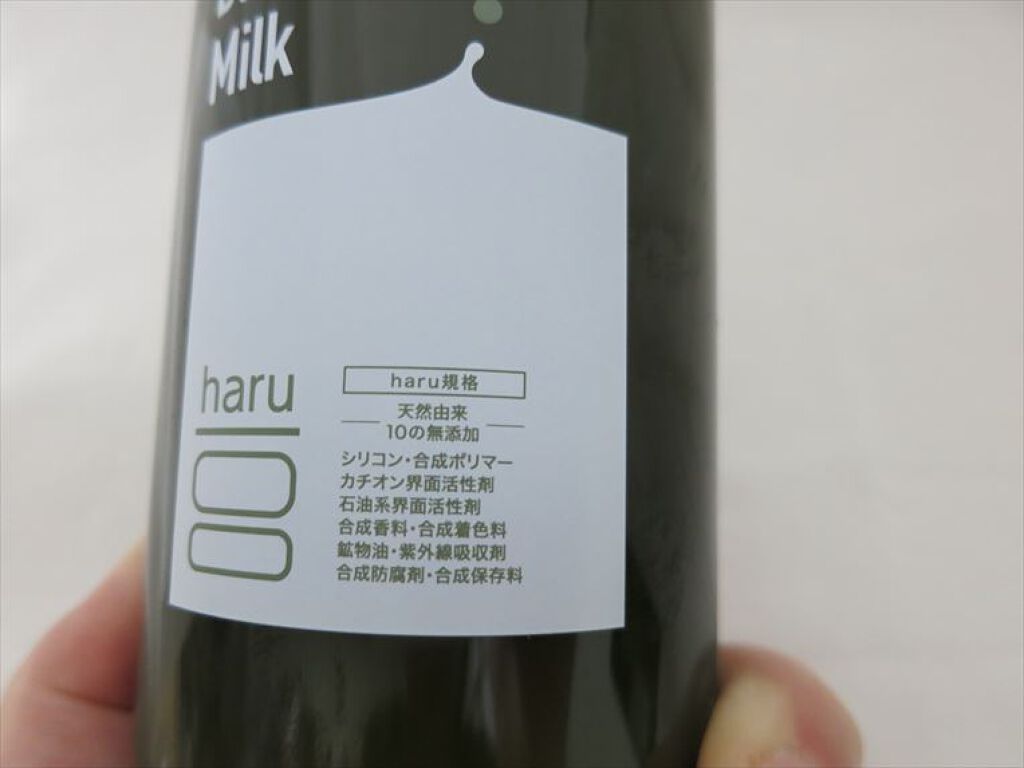 Milk
haru
haru規格
天然由来
10の無添加
シリコン・合成ポリマー
カチオン界面活性剤
石油系界面活性剤
合成香料・合成着色料
鉱物油・紫外線吸収剤
合成防腐剤・合成保存料